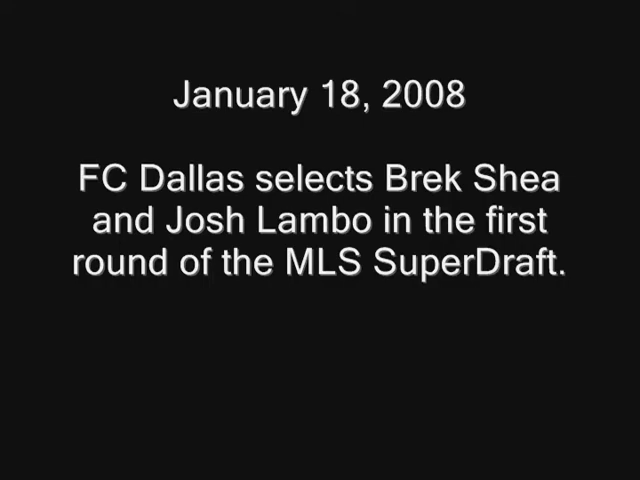 January 18, 2008
FC Dallas selects Brek Shea
and Josh Lambo in the first
round of the MLS SuperDraft.